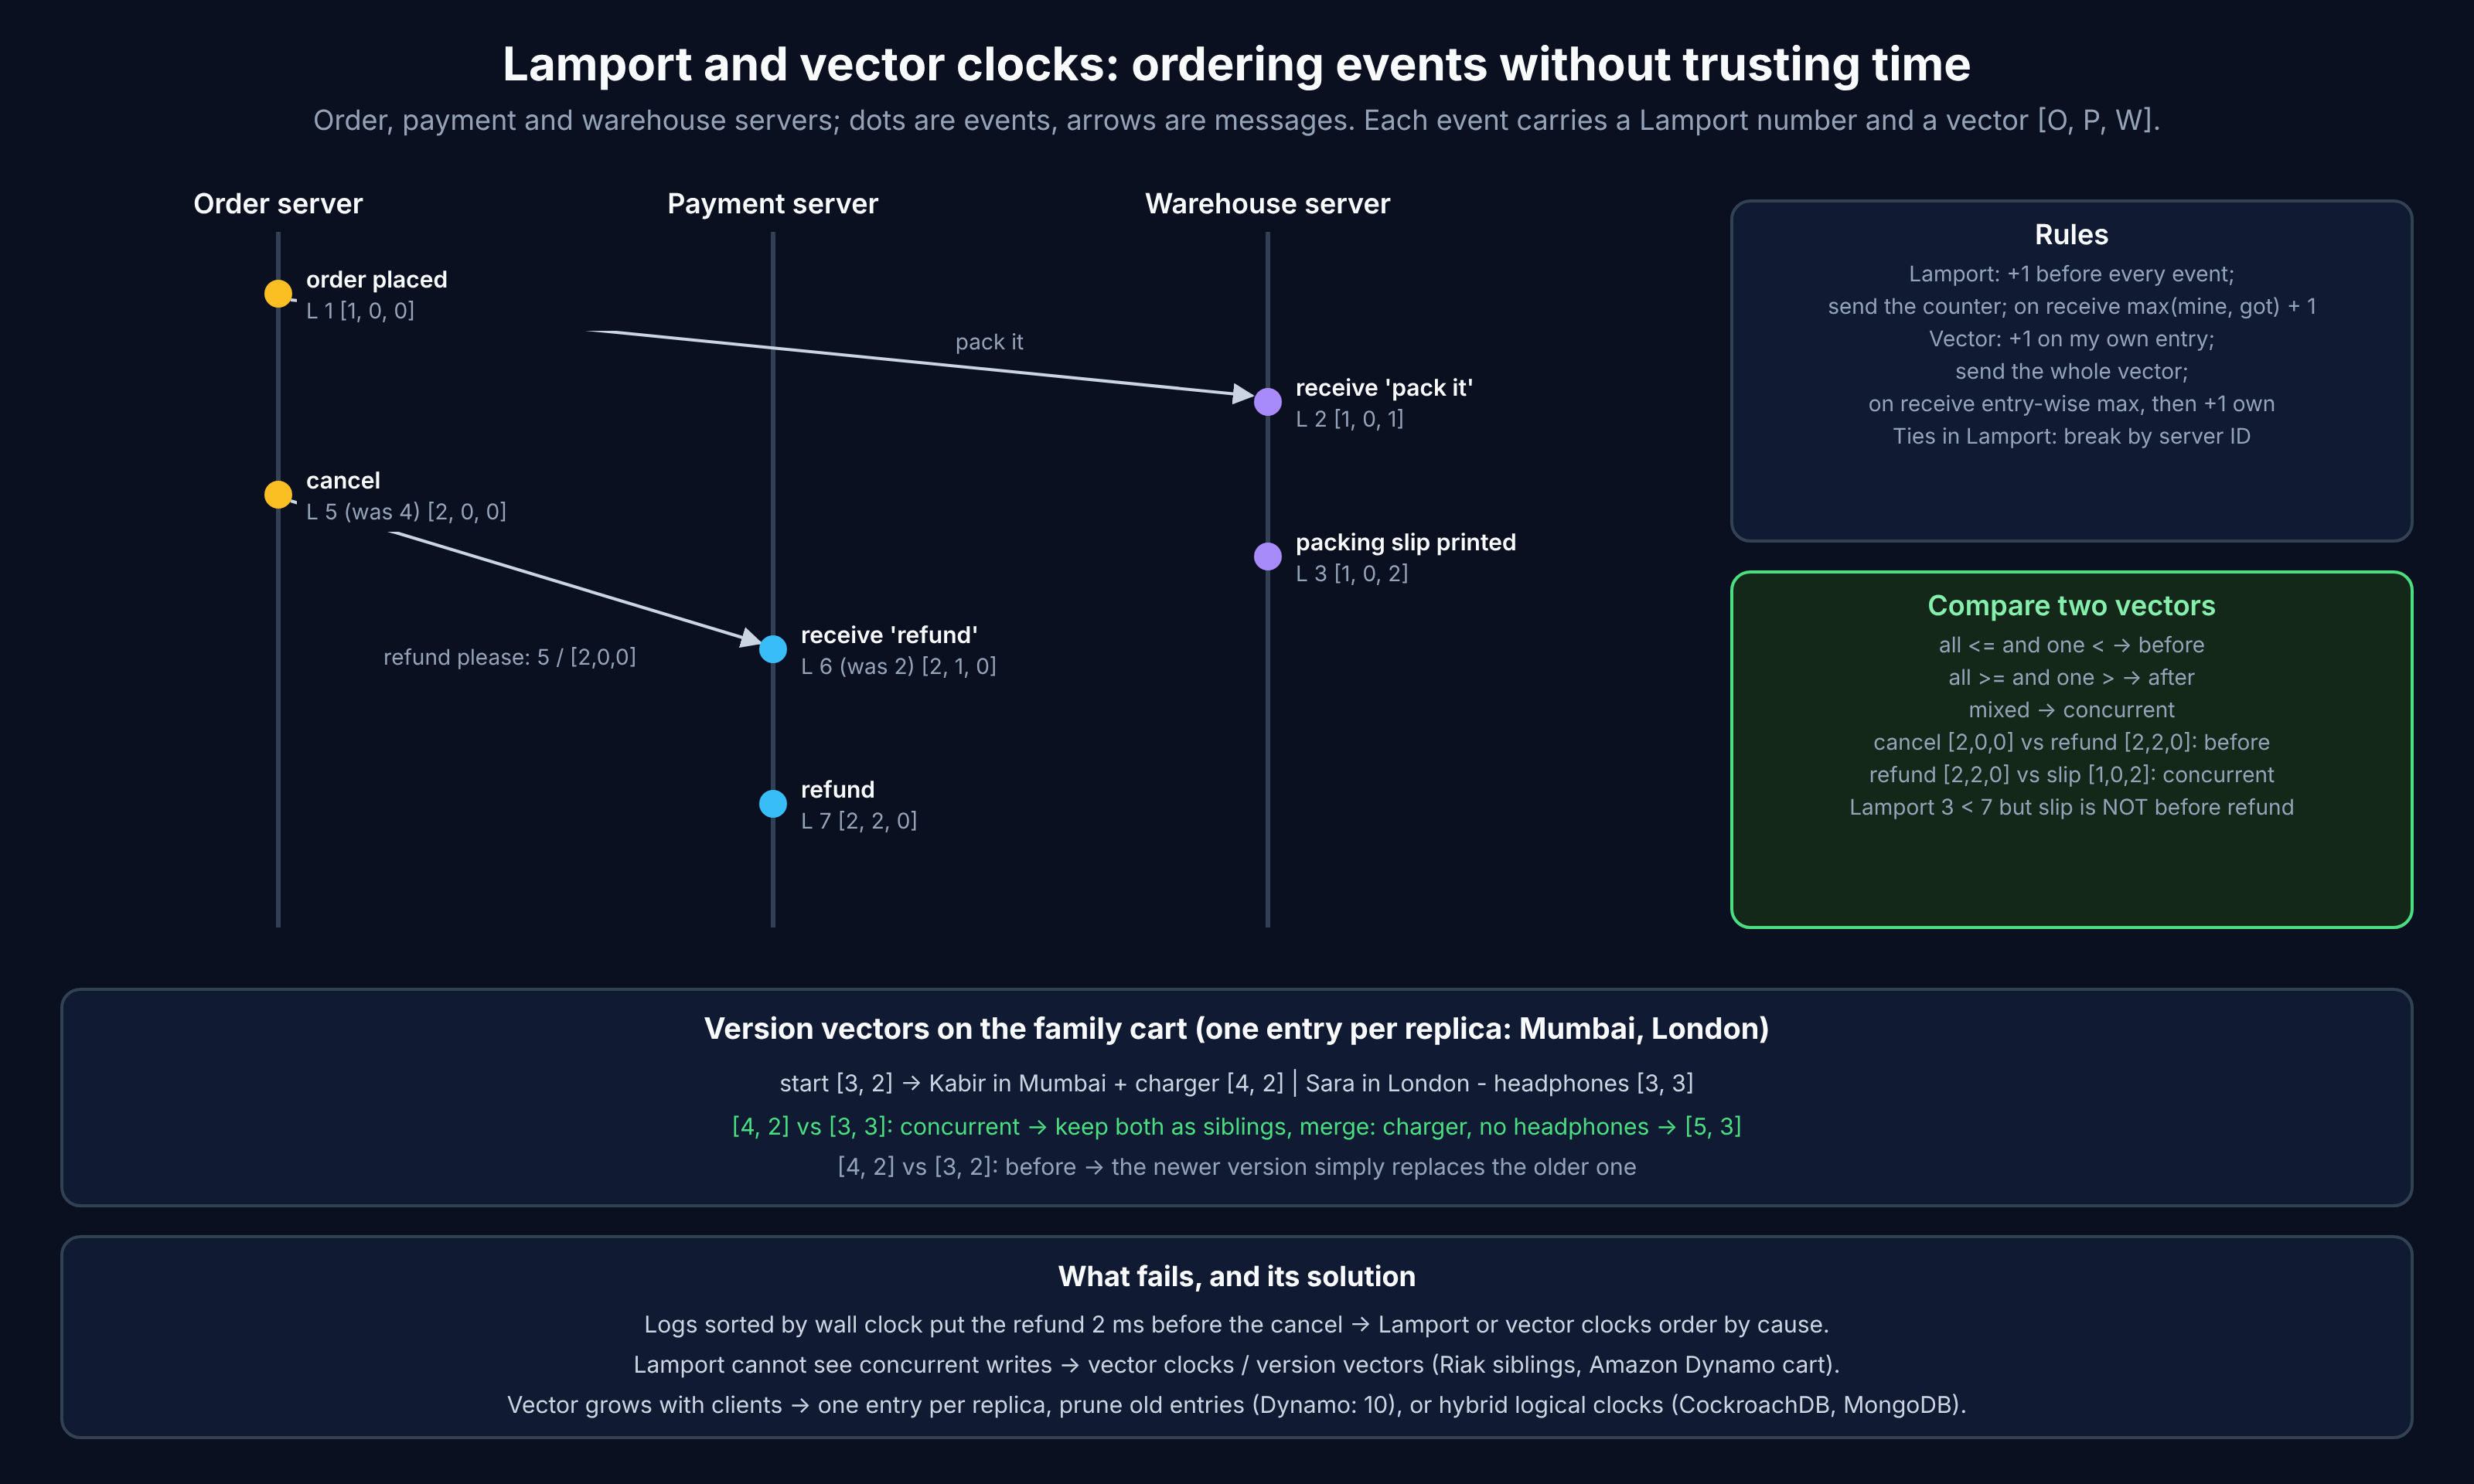 Lamport and vector clocks: ordering events without trusting time
Order, payment and warehouse servers; dots are events, arrows are messages. Each event carries a Lamport number and a vector [O, P, W].
Order server
Payment server
Warehouse server
order placed
L 1 [1, 0, 0]
pack it
receive 'pack it'
L 2 [1, 0, 1]
cancel
L 5 (was 4) [2, 0, 0]
packing slip printed
L 3 [1, 0, 2]
refund please: 5 / [2,0,0]
receive 'refund'
L 6 (was 2) [2, 1, 0]
refund
L 7 [2, 2, 0]
Rules
Lamport: +1 before every event;
send the counter; on receive max(mine, got) + 1
Vector: +1 on my own entry;
send the whole vector;
on receive entry-wise max, then +1 own
Ties in Lamport: break by server ID
Compare two vectors
all <= and one < → before
all >= and one > → after
mixed → concurrent
cancel [2,0,0] vs refund [2,2,0]: before
refund [2,2,0] vs slip [1,0,2]: concurrent
Lamport 3 < 7 but slip is NOT before refund
Version vectors on the family cart (one entry per replica: Mumbai, London)
start [3, 2] → Kabir in Mumbai + charger [4, 2] | Sara in London - headphones [3, 3]
[4, 2] vs [3, 3]: concurrent → keep both as siblings, merge: charger, no headphones → [5, 3]
[4, 2] vs [3, 2]: before → the newer version simply replaces the older one
What fails, and its solution
Logs sorted by wall clock put the refund 2 ms before the cancel → Lamport or vector clocks order by cause.
Lamport cannot see concurrent writes → vector clocks / version vectors (Riak siblings, Amazon Dynamo cart).
Vector grows with clients → one entry per replica, prune old entries (Dynamo: 10), or hybrid logical clocks (CockroachDB, MongoDB).